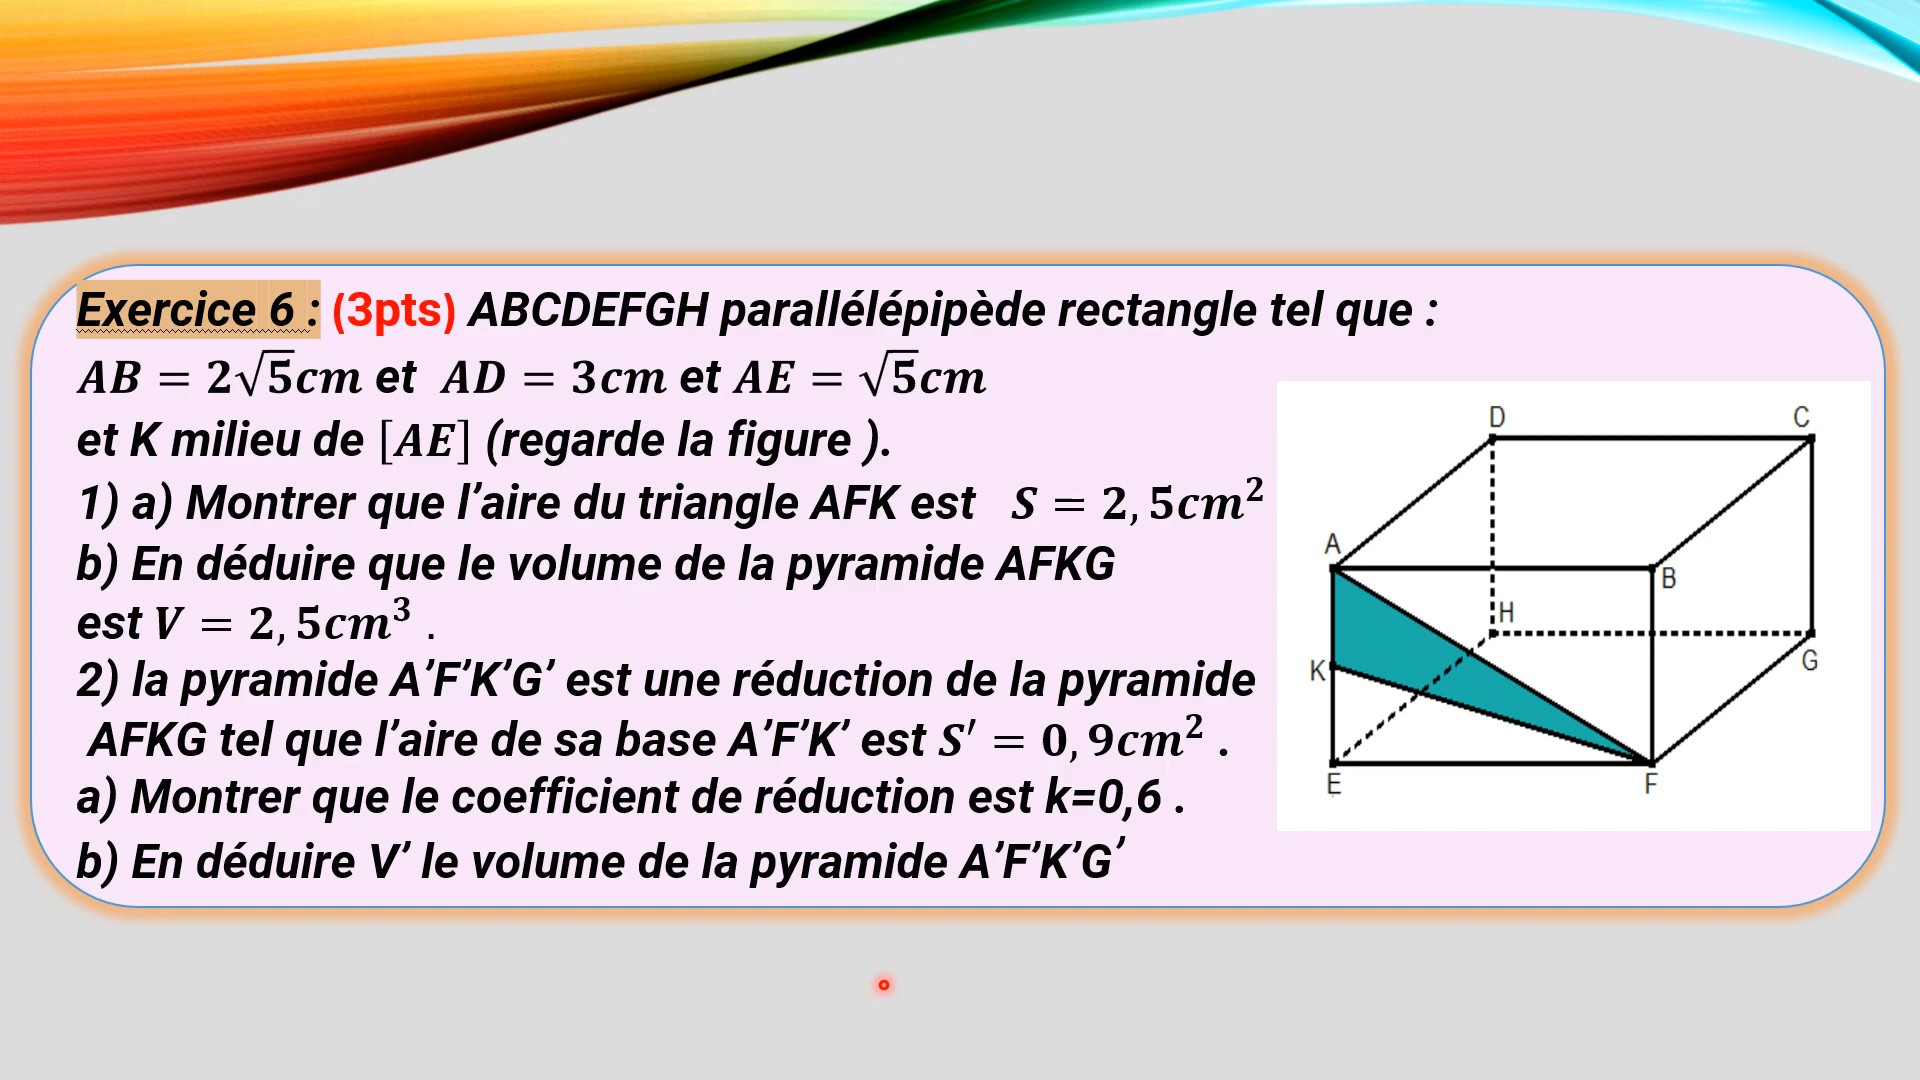 Exercice 6 : (3pts) ABCDEFGH parallélépipède rectangle tel que :
AB = 2√5cm et AD = 3cm et AE = √5cm
et K milieu de [AE] (regarde la figure ).
1) a) Montrer que l’aire du triangle AFK est S = 2,5cm²
b) En déduire que le volume de la pyramide AFKG
est V = 2,5cm³ .
2) la pyramide A’F’K’G’ est une réduction de la pyramide
AFKG tel que l’aire de sa base A’F’K’ est S′ = 0,9cm² .
a) Montrer que le coefficient de réduction est k=0,6 .
b) En déduire V’ le volume de la pyramide A’F’K’G’
D C
A
B
H
K G
E F